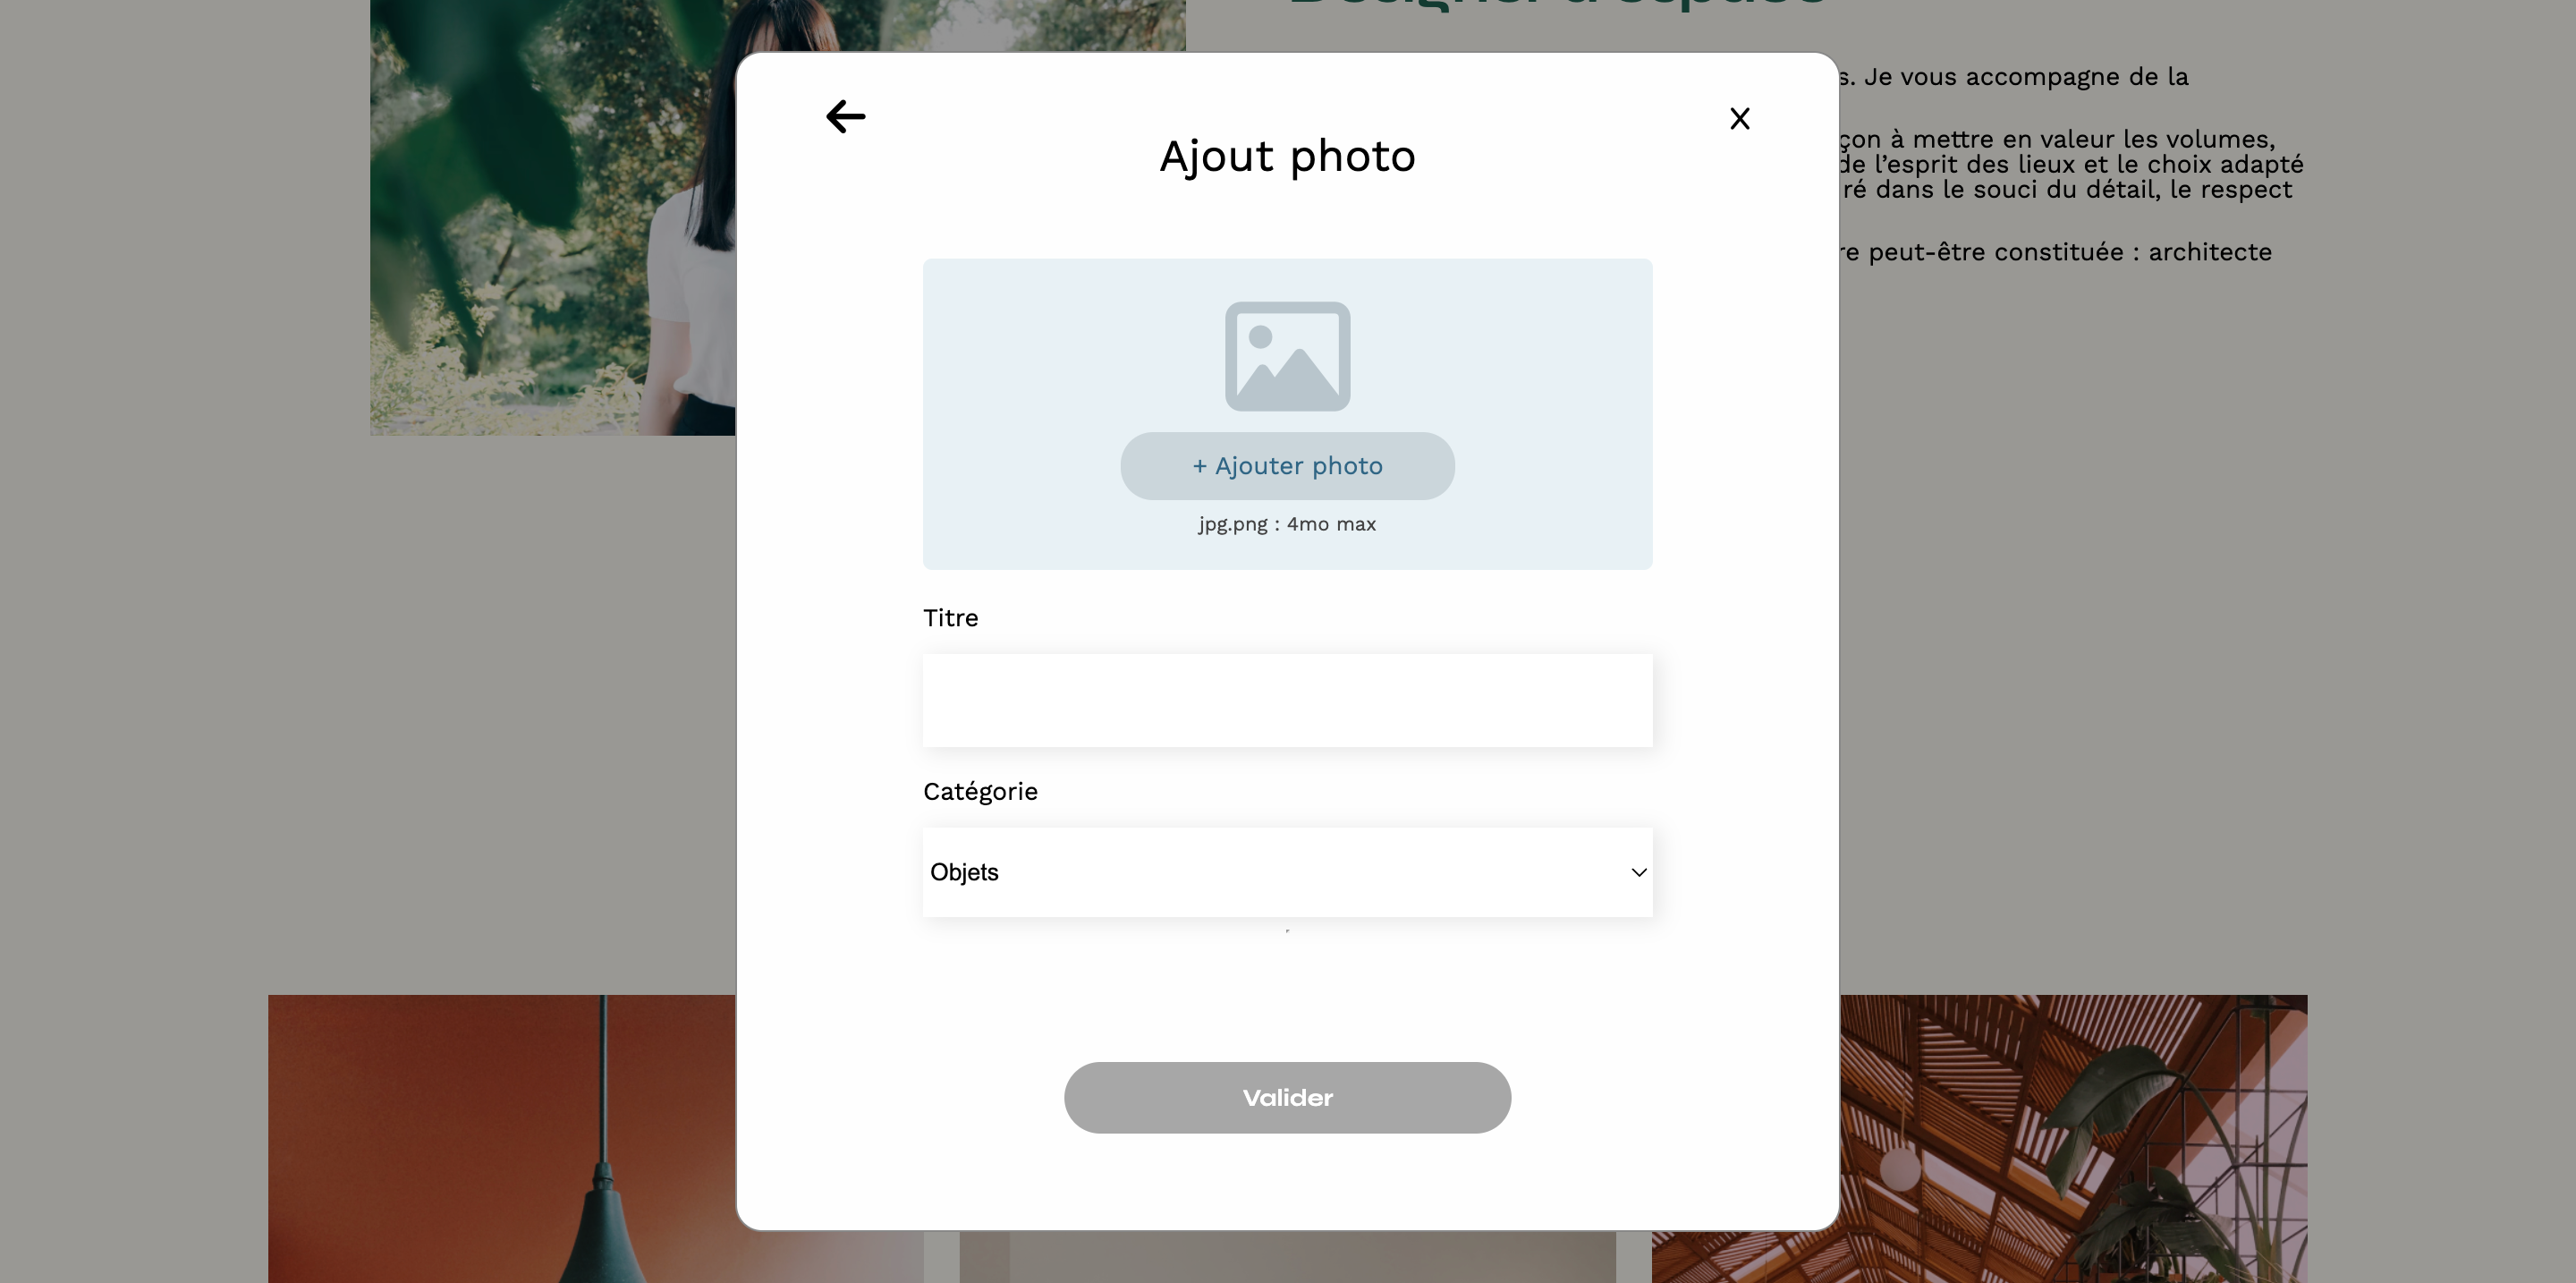 s. Je vous accompagne de la
Ajout photo
çon à mettre en valeur les volumes,
de l’esprit des lieux et le choix adapté
ré dans le souci du détail, le respect
re peut-être constituée : architecte
+ Ajouter photo
jpg.png : 4mo max
Titre
Catégorie
Objets
Valider